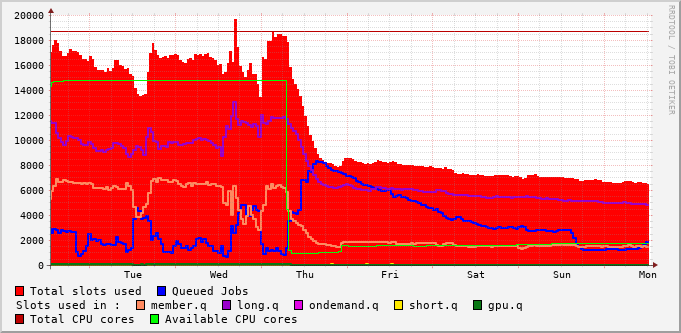 20000
18000
16000
14000
12000
10000
8000
6000
4000
2000
0
Tue Wed Thu Fri Sat Sun Mon
RRDTOOL / TOBI OETIKER
Total slots used Queued Jobs
Slots used in : member.q long.q ondemand.q short.q gpu.q
Total CPU cores Available CPU cores